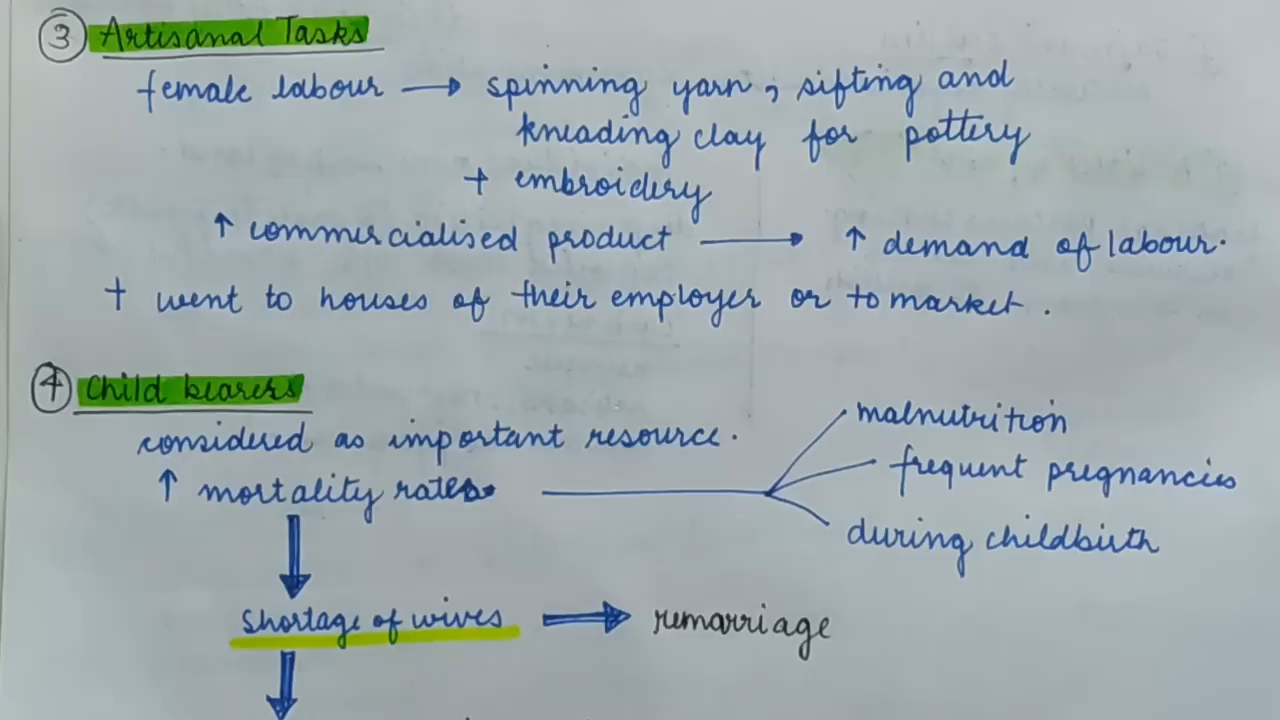 ③ Artisanal Tasks
female labour → spinning yarn, sifting and
kneading clay for pottery
+ embroidery
↑ commercialised product → ↑ demand of labour.
+ went to houses of their employer or to market.
④ Child bearers
considered as important resource.
↑ mortality rates
malnutrition
frequent pregnancies
during childbirth
shortage of wives → remarriage